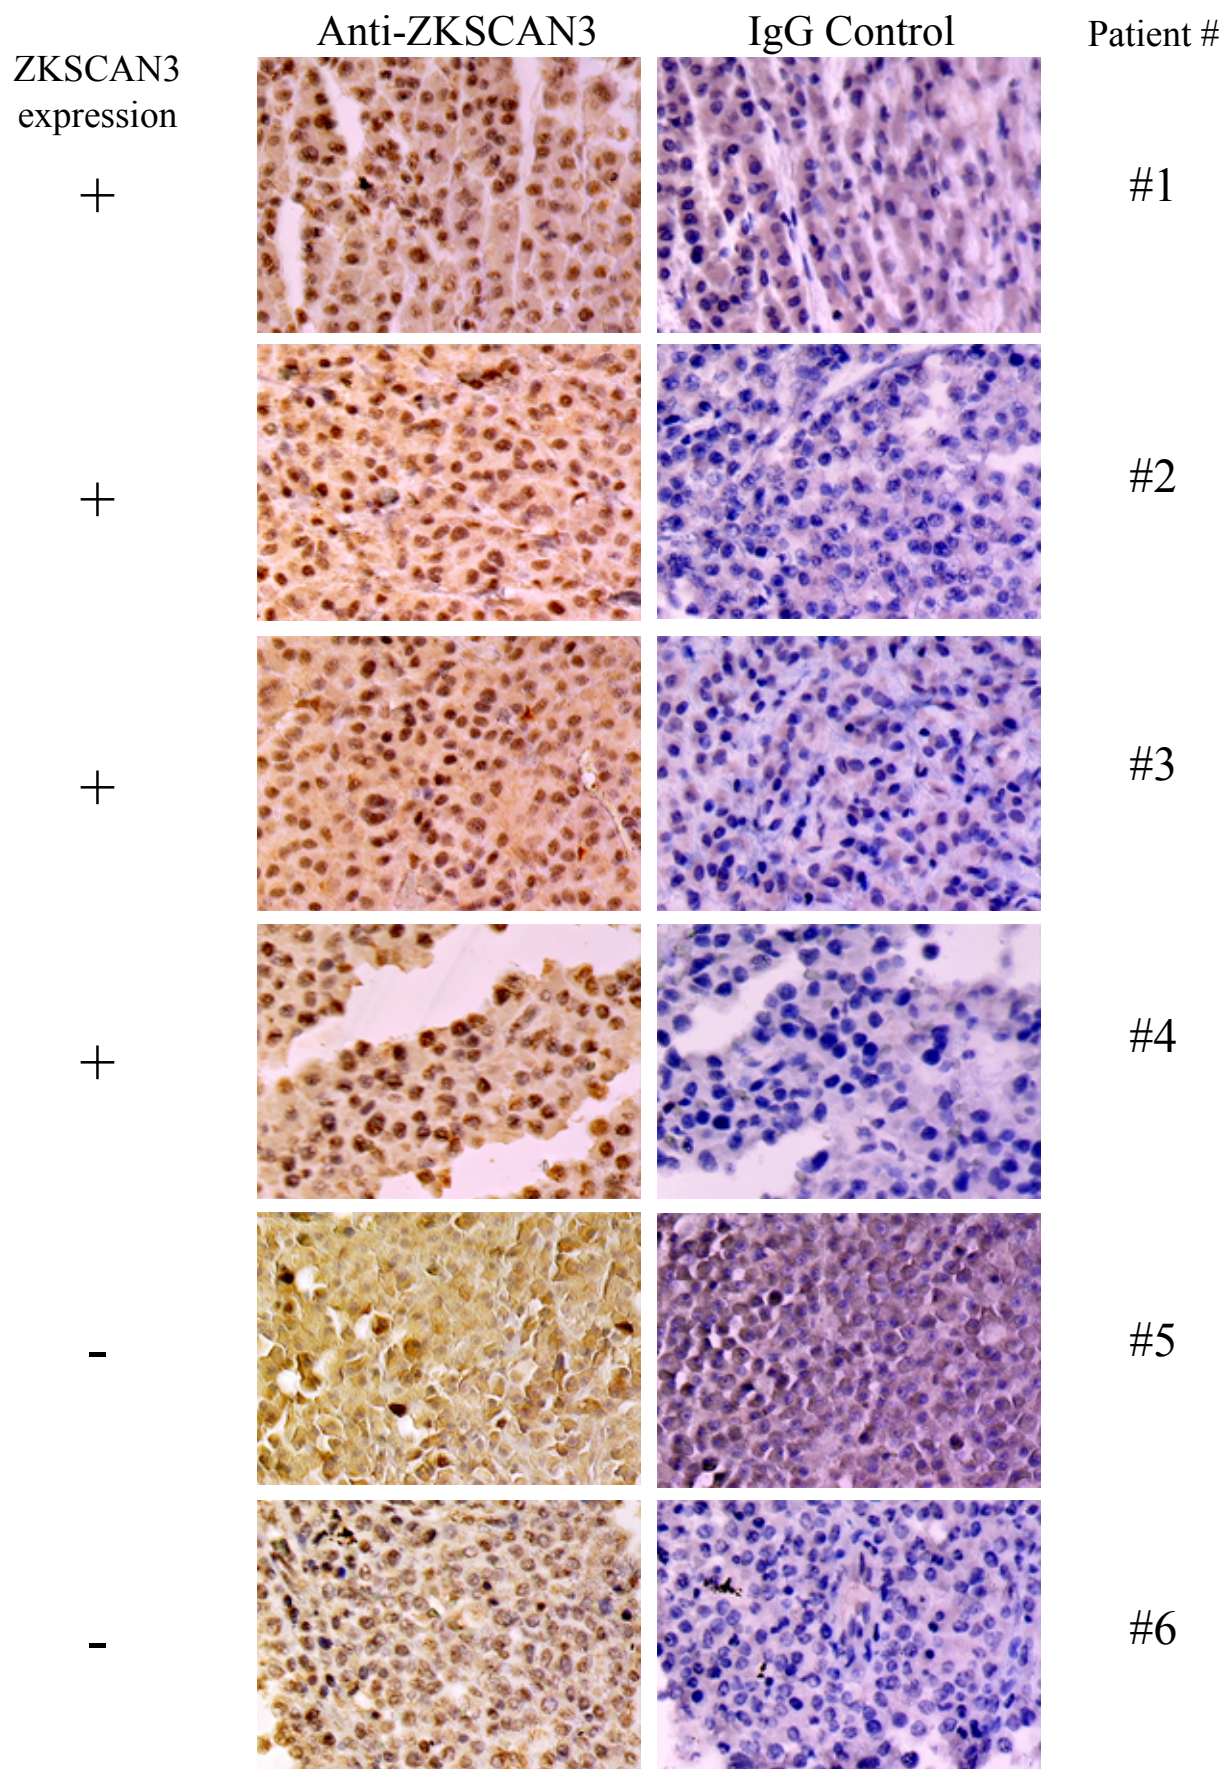 Anti-ZKSCAN3
IgG Control
Patient #
ZKSCAN3
expression
+
#1
+
#2
+
#3
+
#4
-
#5
-
#6